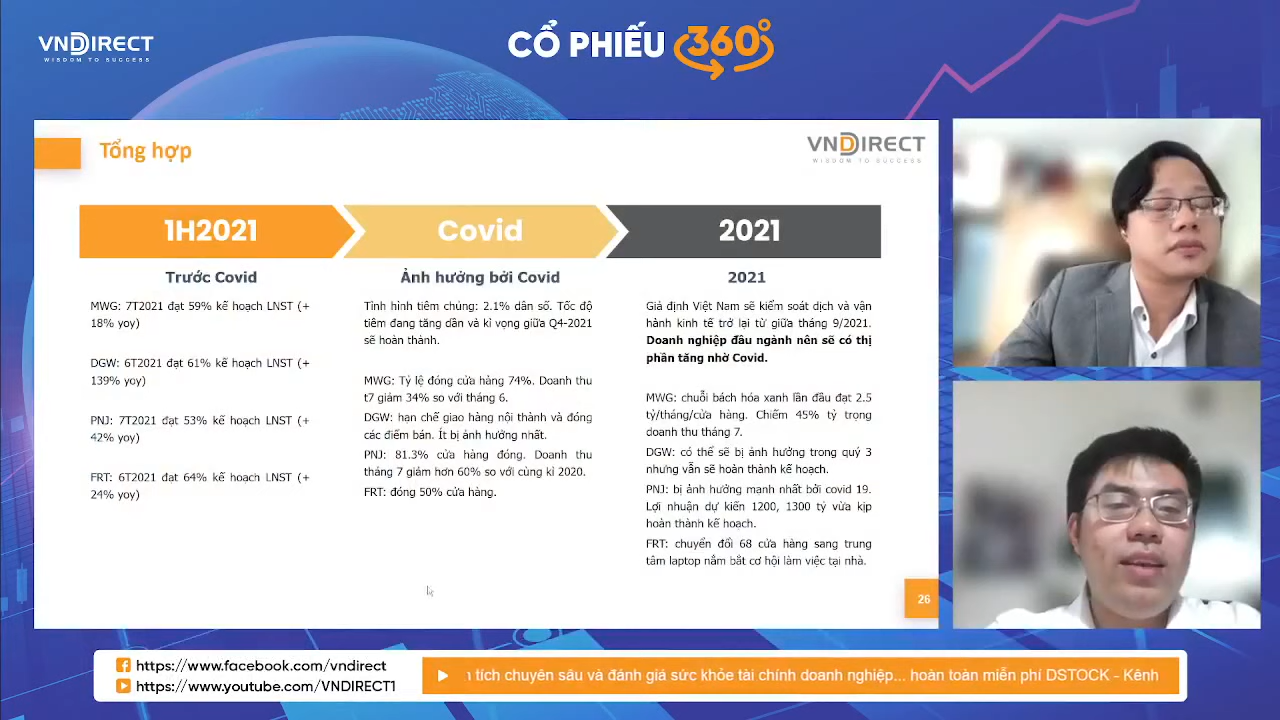 VNDIRECT
WISDOM TO SUCCESS
CỔ PHIẾU 360°
Tổng hợp
VNDIRECT
WISDOM TO SUCCESS
1H2021
Covid
2021
Trước Covid
Ảnh hưởng bởi Covid
2021
MWG: 7T2021 đạt 59% kế hoạch LNST (+
18% yoy)
DGW: 6T2021 đạt 61% kế hoạch LNST (+
139% yoy)
PNJ: 7T2021 đạt 53% kế hoạch LNST (+
42% yoy)
FRT: 6T2021 đạt 64% kế hoạch LNST (+
24% yoy)
Tình hình tiêm chủng: 2.1% dân số. Tốc độ
tiêm đang tăng dần và kì vọng giữa Q4-2021
sẽ hoàn thành.
MWG: Tỷ lệ đóng cửa hàng 74%. Doanh thu
t7 giảm 34% so với tháng 6.
DGW: hạn chế giao hàng nội thành và đóng
các điểm bán. Ít bị ảnh hưởng nhất.
PNJ: 81.3% cửa hàng đóng. Doanh thu
tháng 7 giảm hơn 60% so với cùng kì 2020.
FRT: đóng 50% cửa hàng.
Giả định Việt Nam sẽ kiểm soát dịch và vận
hành kinh tế trở lại từ giữa tháng 9/2021.
Doanh nghiệp đầu ngành nên sẽ có thị
phần tăng nhờ Covid.
MWG: chuỗi bách hóa xanh lần đầu đạt 2.5
tỷ/tháng/cửa hàng. Chiếm 45% tỷ trọng
doanh thu tháng 7.
DGW: có thể sẽ bị ảnh hưởng trong quý 3
nhưng vẫn sẽ hoàn thành kế hoạch.
PNJ: bị ảnh hưởng mạnh nhất bởi covid 19.
Lợi nhuận dự kiến 1200, 1300 tỷ vừa kịp
hoàn thành kế hoạch.
FRT: chuyển đổi 68 cửa hàng sang trung
tâm laptop nắm bắt cơ hội làm việc tại nhà.
26
https://www.facebook.com/vndirect
https://www.youtube.com/VNDIRECT1
tích chuyên sâu và đánh giá sức khỏe tài chính doanh nghiệp... hoàn toàn miễn phí DSTOCK - Kênh